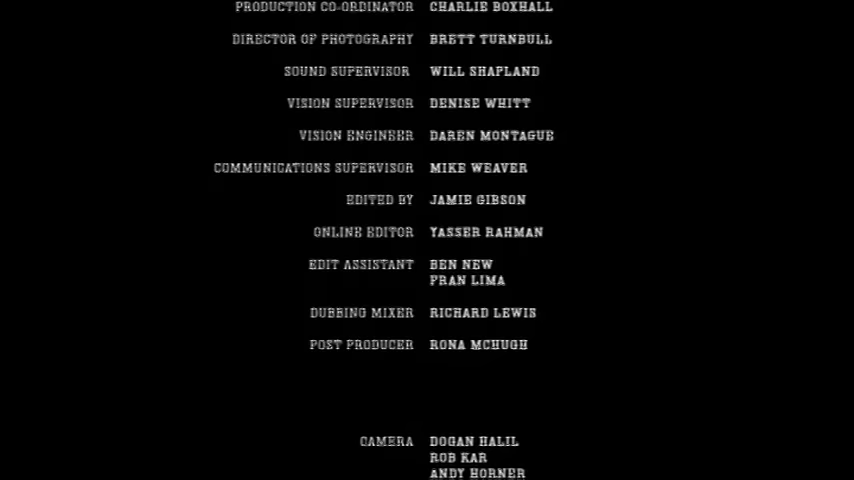 PRODUCTION CO-ORDINATOR CHARLIE BOXHALL
DIRECTOR OF PHOTOGRAPHY BRETT TURNBULL
SOUND SUPERVISOR WILL SHAPLAND
VISION SUPERVISOR DENISE WHITT
VISION ENGINEER DAREN MONTAGUE
COMMUNICATIONS SUPERVISOR MIKE WEAVER
EDITED BY JAMIE GIBSON
ONLINE EDITOR YASSER RAHMAN
EDIT ASSISTANT BEN NEW
FRAN LIMA
DUBBING MIXER RICHARD LEWIS
POST PRODUCER RONA MCHUGH
CAMERA DOGAN HALIL
ROB KAR
ANDY HORNER